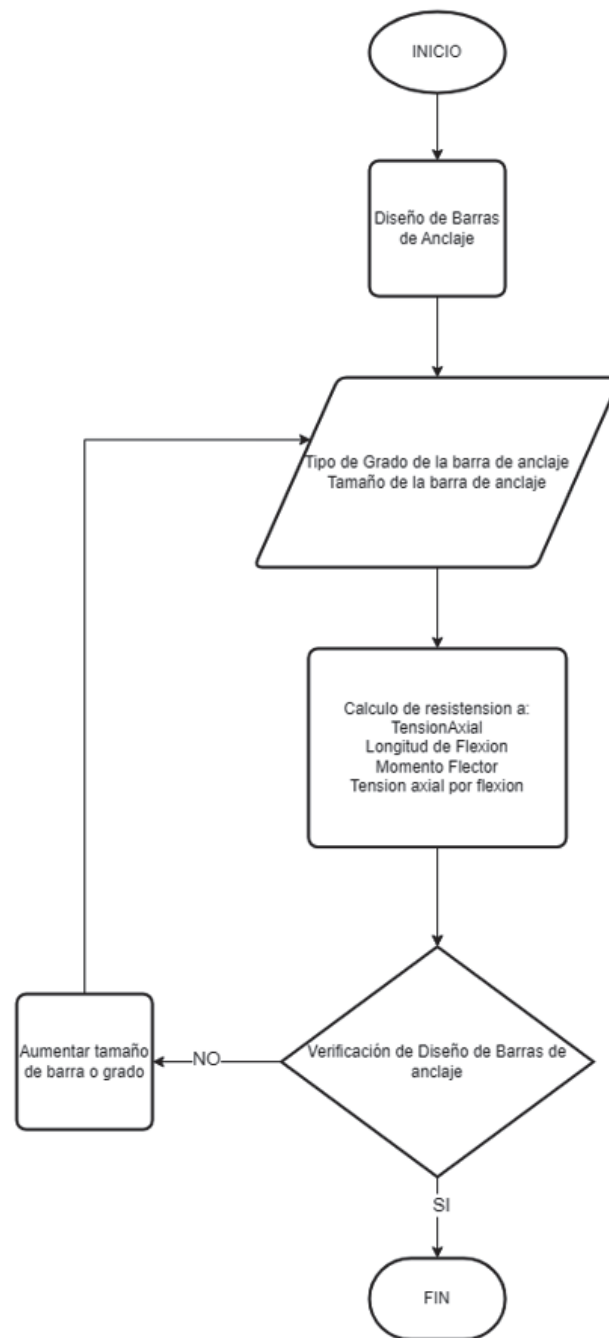 INICIO
Diseño de Barras
de Anclaje
Tipo de Grado de la barra de anclaje
Tamaño de la barra de anclaje
Calculo de resistension a:
TensionAxial
Longitud de Flexion
Momento Flector
Tension axial por flexion
Verificación de Diseño de Barras de
anclaje
NO
Aumentar tamaño
de barra o grado
SI
FIN